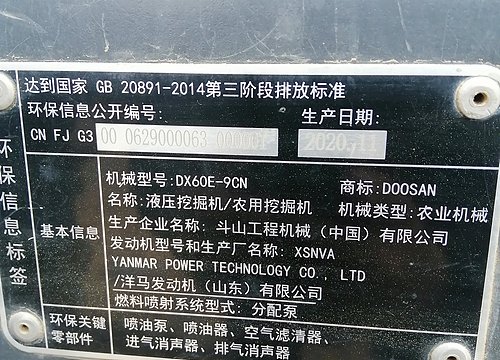 达到国家 GB 20891-2014第三阶段排放标准
环保信息公开编号: 生产日期:
CN FJ G3 00 0629000063 2020.11
环保信息标签
机械型号:DX60E-9CN 商标:DOOSAN
名称:液压挖掘机/农用挖掘机 机械类型:农业机械
基本信息
生产企业名称: 斗山工程机械（中国）有限公司
发动机型号和生产厂名称: XSNVA
YANMAR POWER TECHNOLOGY CO., LTD
/洋马发动机（山东）有限公司
燃料喷射系统型式: 分配泵
环保关键零部件
喷油泵、喷油器、空气滤清器、
进气消声器、排气消声器